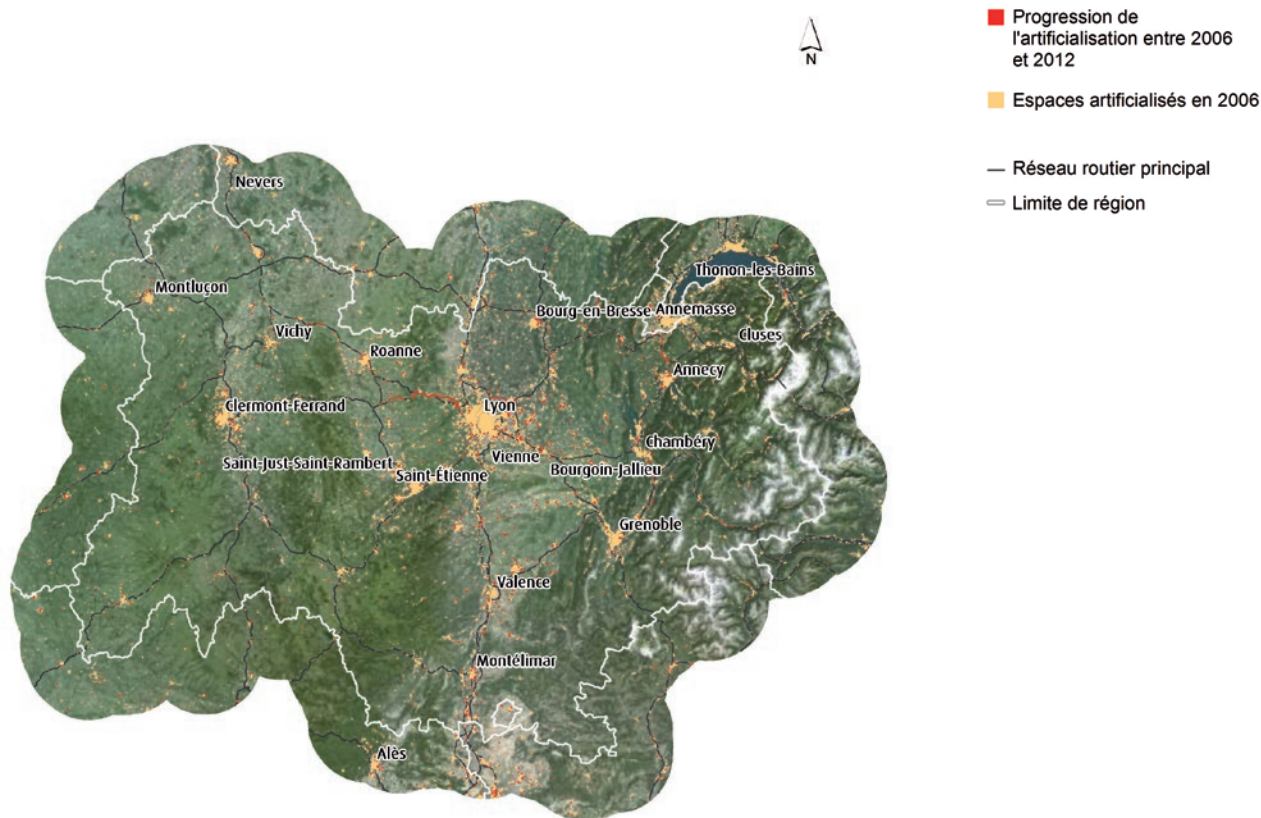 Progression de
l'artificialisation entre 2006
et 2012
Espaces artificialisés en 2006
Réseau routier principal
Limite de région
N
Nevers
Montluçon
Thonon-les-Bains
Bourg-en-Bresse
Annemasse
Vichy
Cluses
Roanne
Annecy
Clermont-Ferrand
Lyon
Chambéry
Vienne
Saint-Just-Saint-Rambert
Bourgoin-Jallieu
Saint-Étienne
Grenoble
Valence
Montélimar
Alès